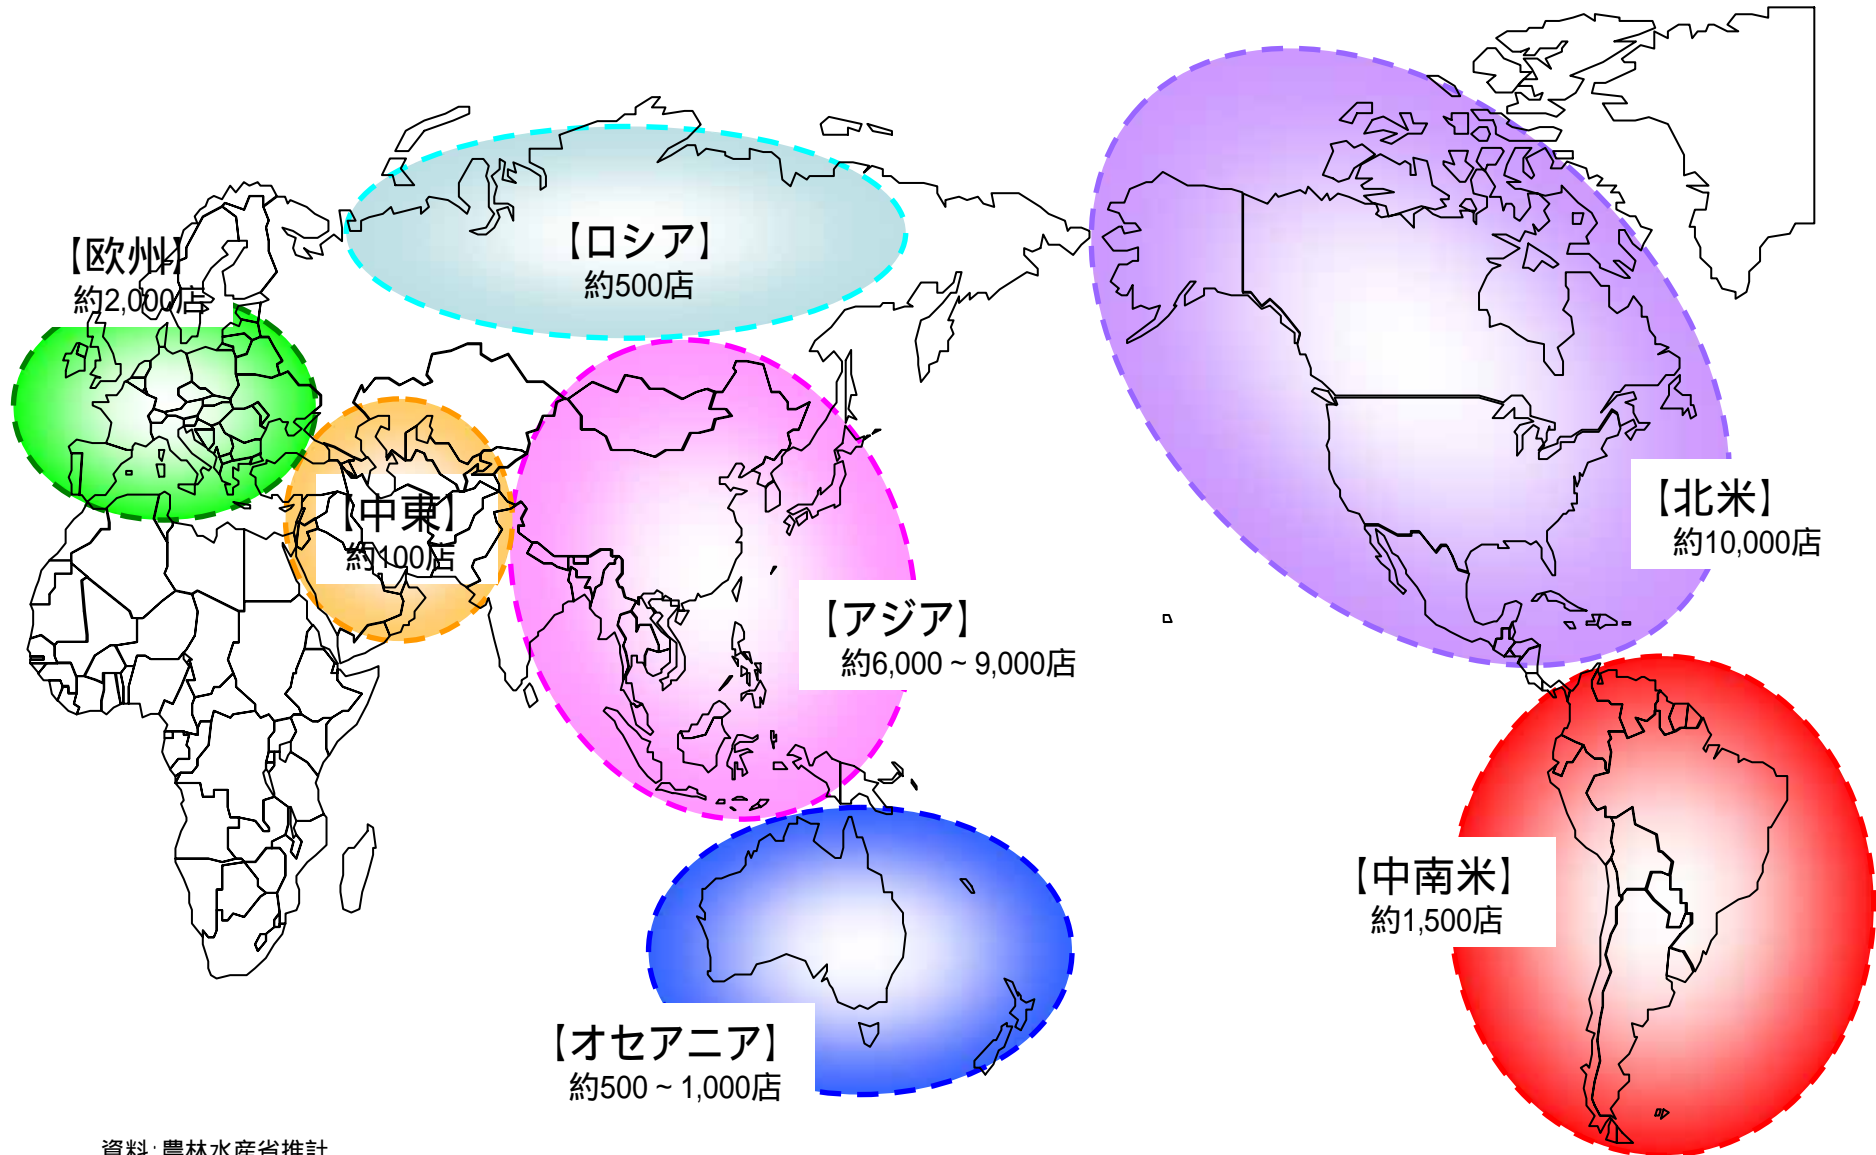 【欧州】
約2,000店
【ロシア】
約500店
【中東】
約100店
【アジア】
約6,000 ~ 9,000店
【北米】
約10,000店
【中南米】
約1,500店
【オセアニア】
約500 ~ 1,000店
資料:農林水産省推計